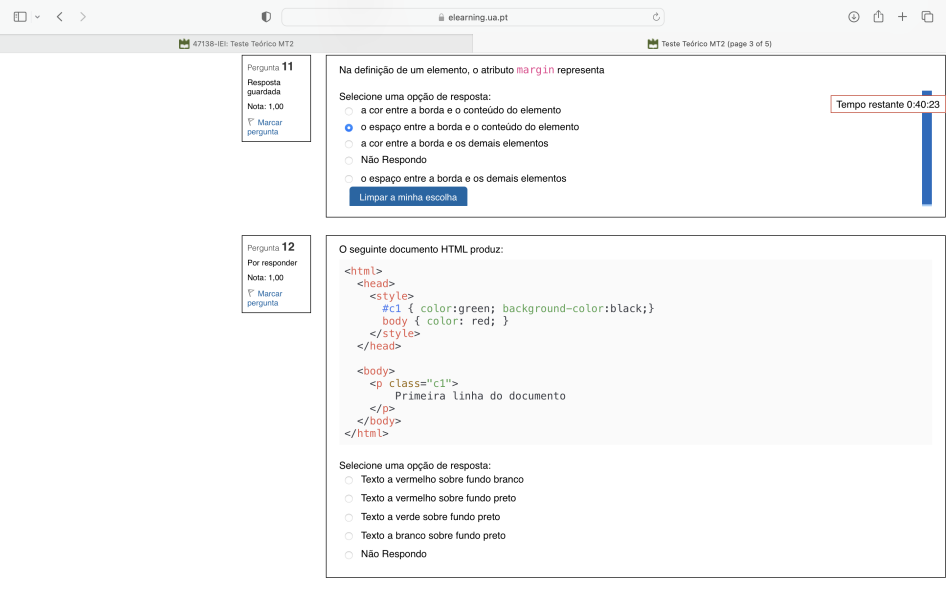 elearning.ua.pt
47138-IEI: Teste Teórico MT2
Teste Teórico MT2 (page 3 of 5)
Pergunta 11
Resposta
guardada
Nota: 1,00
Marcar
pergunta
Na definição de um elemento, o atributo margin representa
Selecione uma opção de resposta:
a cor entre a borda e o conteúdo do elemento
o espaço entre a borda e o conteúdo do elemento
a cor entre a borda e os demais elementos
Não Respondo
o espaço entre a borda e os demais elementos
Limpar a minha escolha
Tempo restante 0:40:23
Pergunta 12
Por responder
Nota: 1,00
Marcar
pergunta
O seguinte documento HTML produz:
<html>
<head>
<style>
#c1 { color:green; background-color:black;}
body { color: red; }
</style>
</head>
<body>
<p class="c1">
Primeira linha do documento
</p>
</body>
</html>
Selecione uma opção de resposta:
Texto a vermelho sobre fundo branco
Texto a vermelho sobre fundo preto
Texto a verde sobre fundo preto
Texto a branco sobre fundo preto
Não Respondo